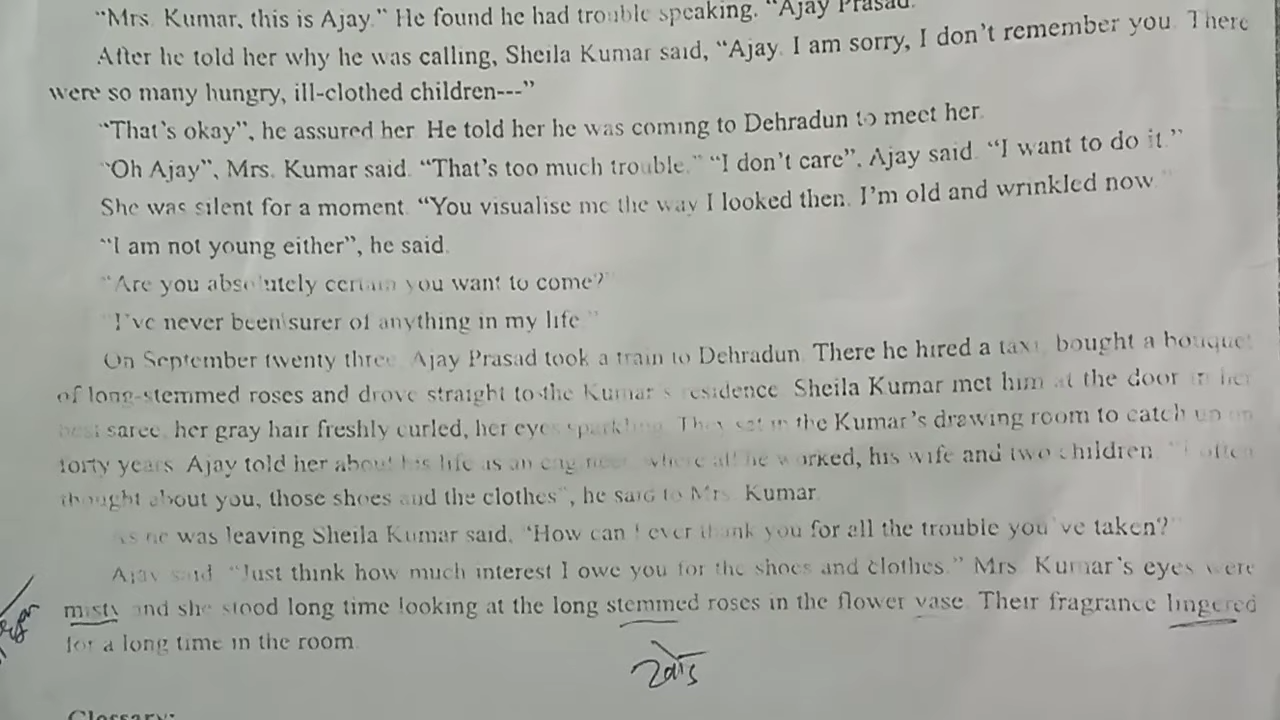 "Mrs. Kumar, this is Ajay." He found he had trouble speaking. "Ajay Prasad.
After he told her why he was calling, Sheila Kumar said, "Ajay. I am sorry, I don't remember you. There
were so many hungry, ill-clothed children---"
"That's okay", he assured her. He told her he was coming to Dehradun to meet her.
"Oh Ajay", Mrs. Kumar said. "That's too much trouble." "I don't care", Ajay said. "I want to do it."
She was silent for a moment. "You visualise me the way I looked then. I'm old and wrinkled now."
"I am not young either", he said.
"Are you absolutely certain you want to come?"
"I've never been surer of anything in my life."
On September twenty three, Ajay Prasad took a train to Dehradun. There he hired a taxi, bought a bouquet
of long-stemmed roses and drove straight to the Kumar's residence. Sheila Kumar met him at the door in her
best saree, her gray hair freshly curled, her eyes sparkling. They sat in the Kumar's drawing room to catch up on
forty years. Ajay told her about his life as an engineer, where all he worked, his wife and two children. "I often
thought about you, those shoes and the clothes", he said to Mrs. Kumar.
As he was leaving Sheila Kumar said, "How can I ever thank you for all the trouble you've taken?"
Ajay said, "Just think how much interest I owe you for the shoes and clothes." Mrs. Kumar's eyes were
misty and she stood long time looking at the long stemmed roses in the flower vase. Their fragrance lingered
for a long time in the room.
Glossary: